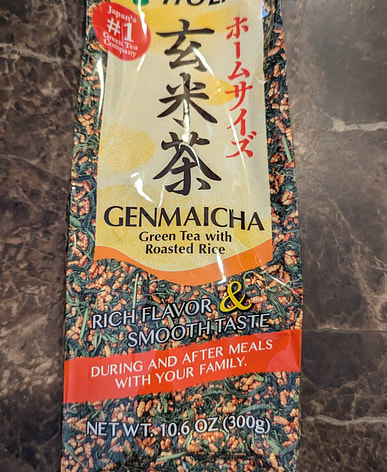 Japan's
#1
Green Tea
Company
玄米茶
ホームサイズ
GENMAICHA
Green Tea with
Roasted Rice
RICH FLAVOR &
SMOOTH TASTE
DURING AND AFTER MEALS
WITH YOUR FAMILY.
NET WT. 10.6 OZ (300g)